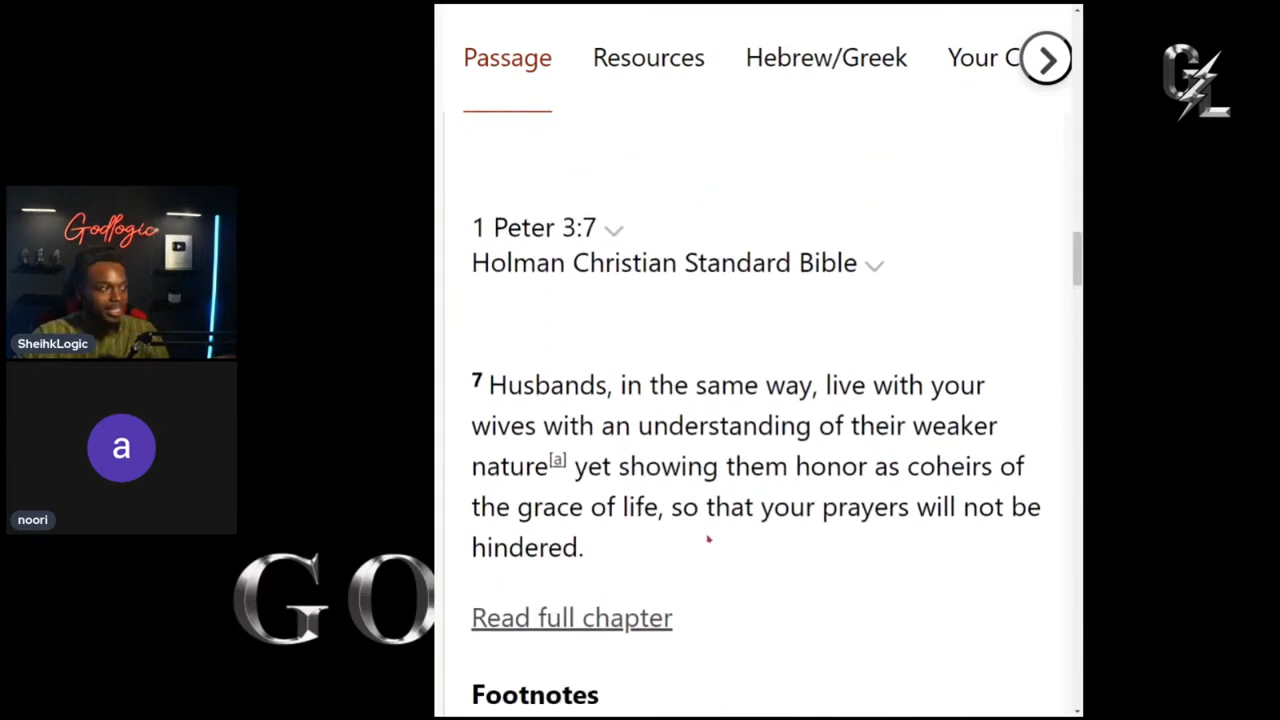 Passage Resources Hebrew/Greek Your C
GL
1 Peter 3:7
Holman Christian Standard Bible
Godlogic
SheihkLogic
7 Husbands, in the same way, live with your
wives with an understanding of their weaker
nature[a] yet showing them honor as coheirs of
the grace of life, so that your prayers will not be
hindered.
a
noori
GO
Read full chapter
Footnotes